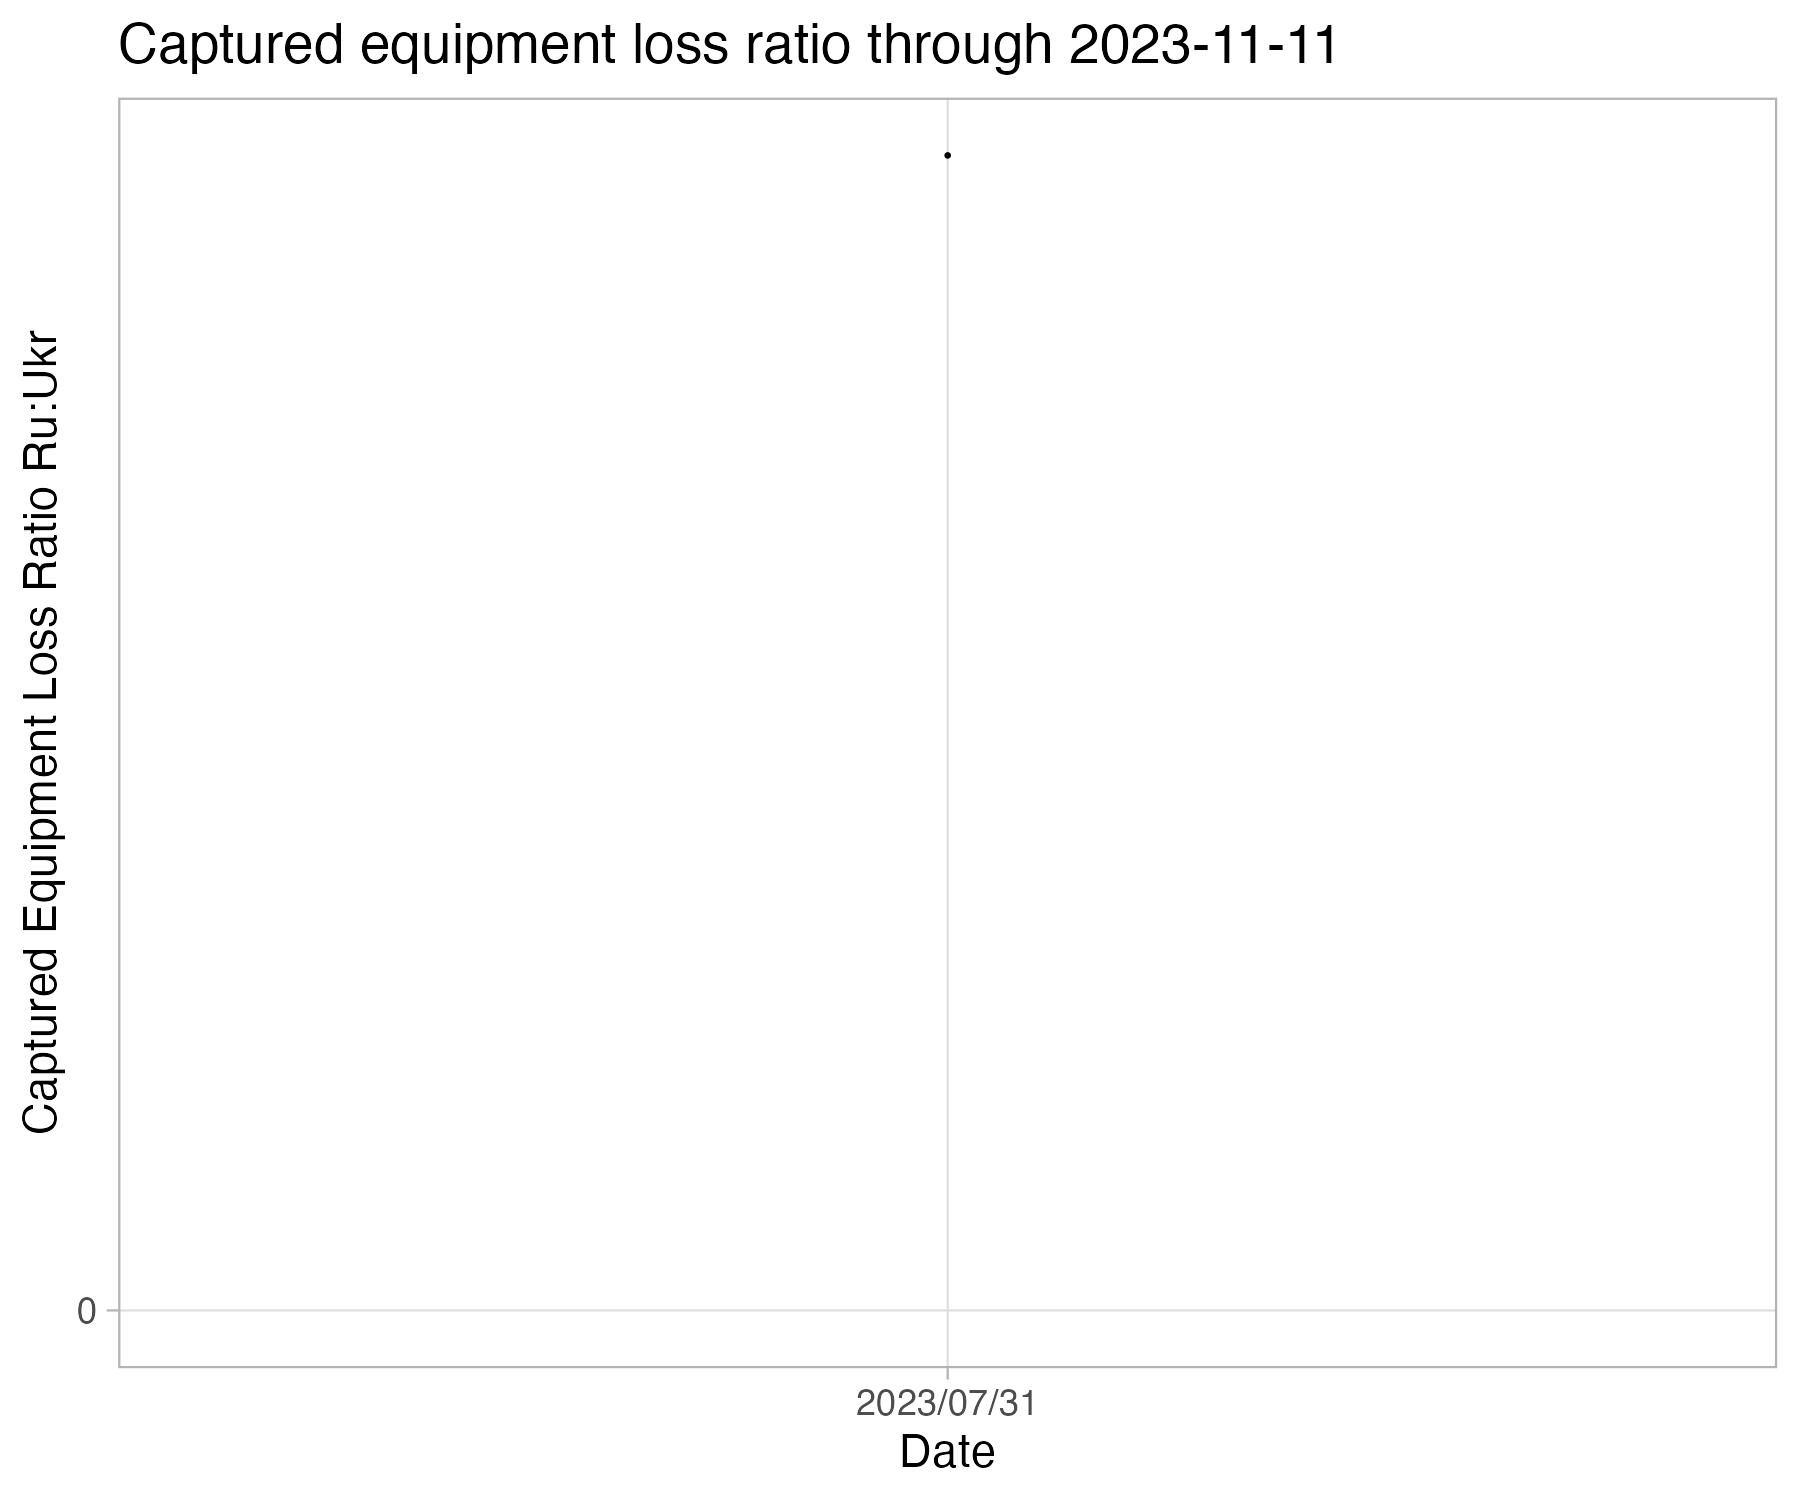 Captured equipment loss ratio through 2023-11-11
Captured Equipment Loss Ratio Ru:Ukr
0
2023/07/31
Date